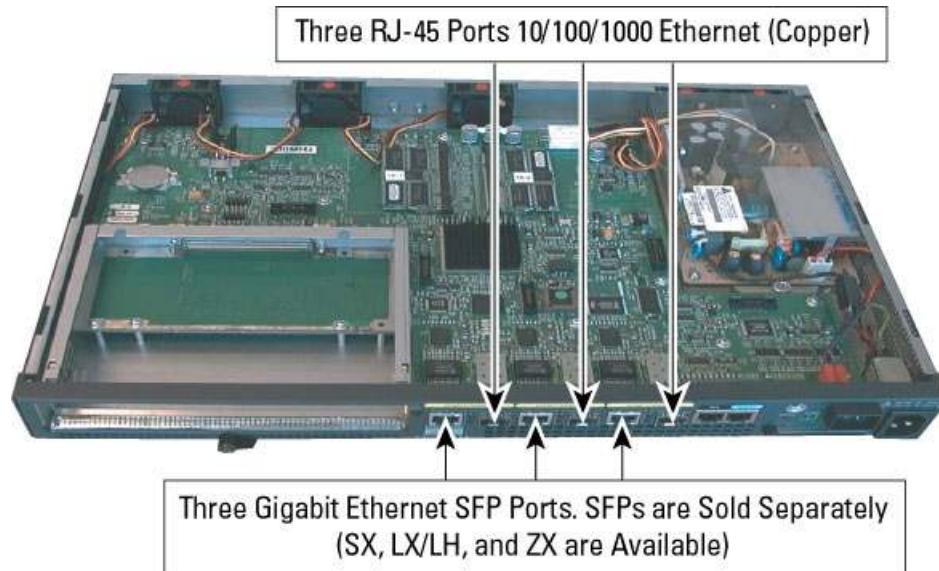 Three RJ-45 Ports 10/100/1000 Ethernet (Copper)
Three Gigabit Ethernet SFP Ports. SFPs are Sold Separately
(SX, LX/LH, and ZX are Available)